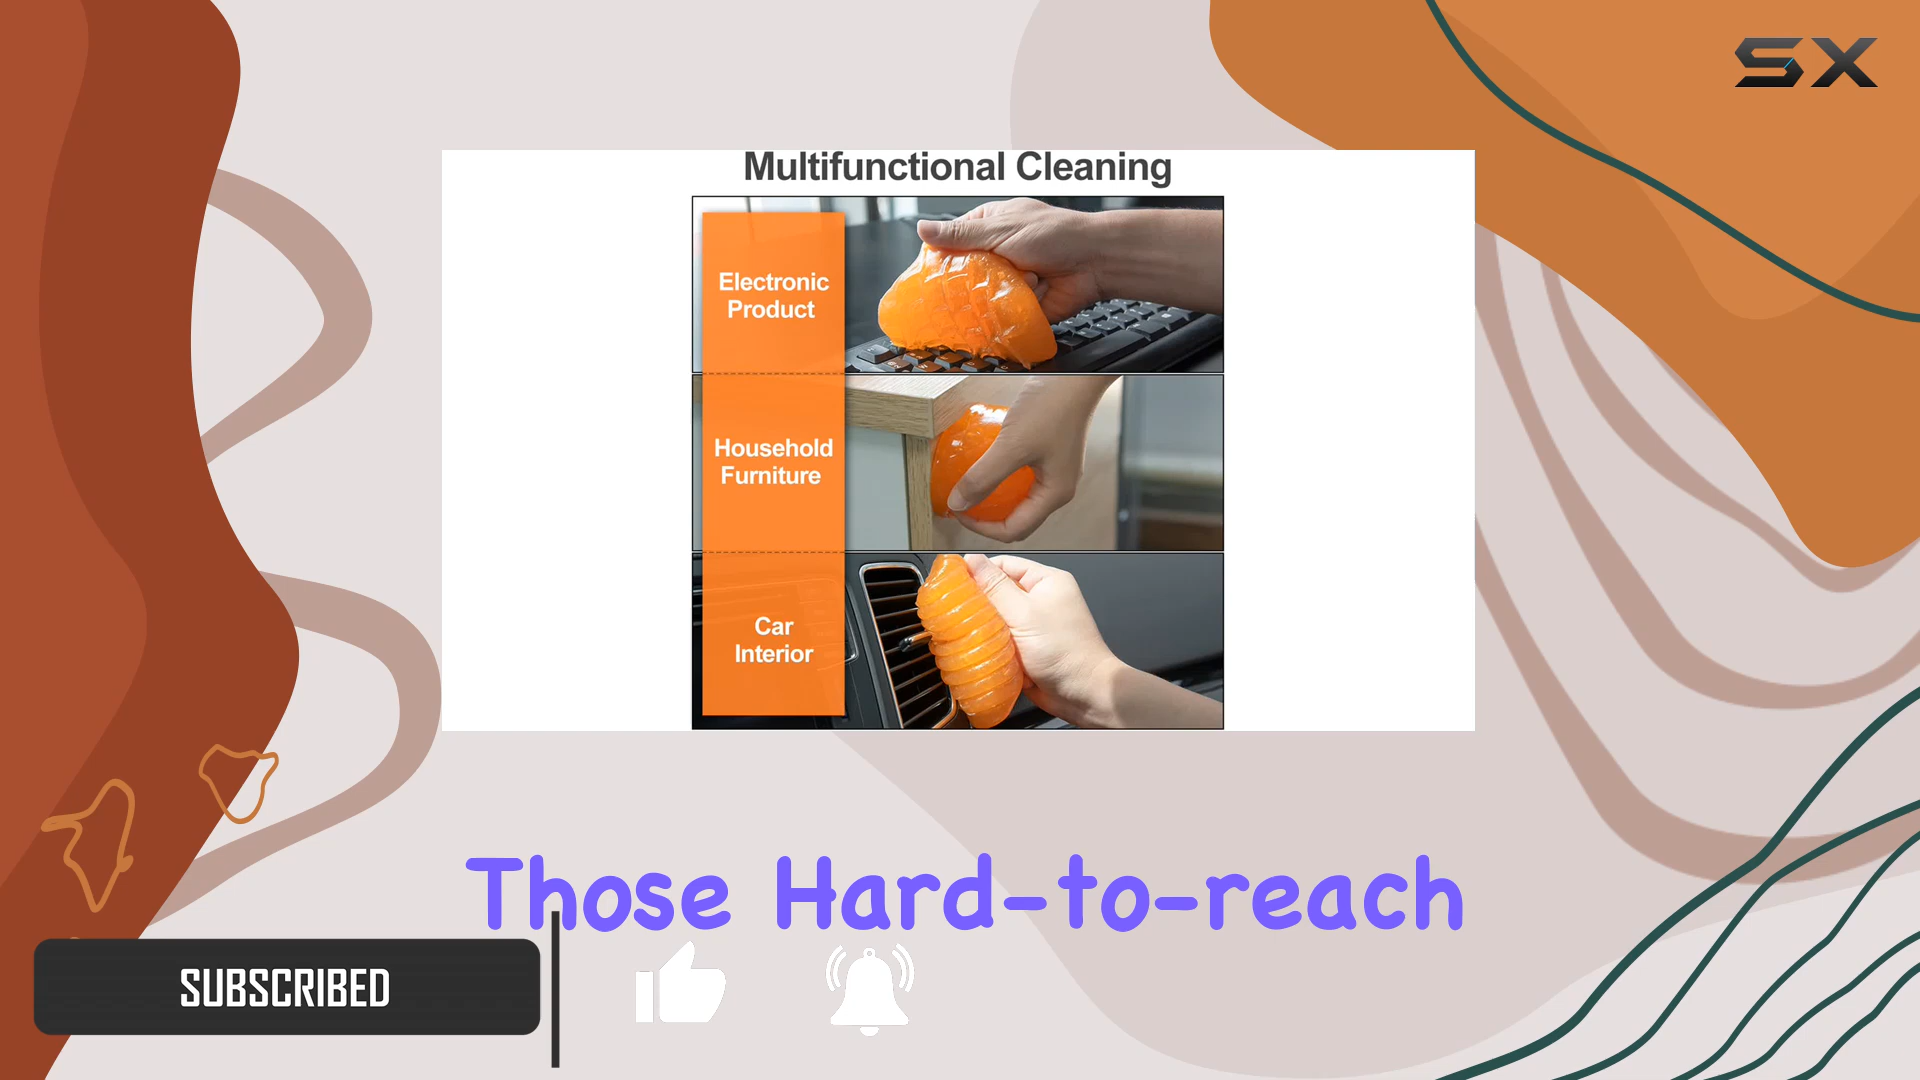 SX
Multifunctional Cleaning
Electronic
Product
Household
Furniture
Car
Interior
Those Hard-to-reach
SUBSCRIBED